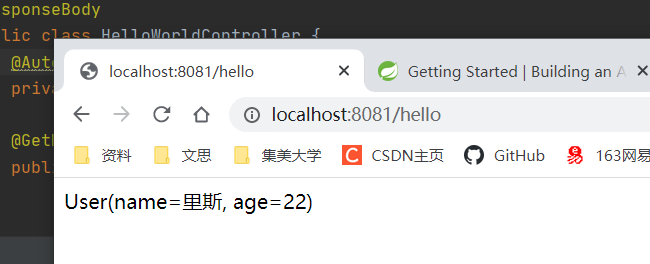 sponseBody
lic class HelloWorldController {
@Auto
priva
@Get
publ
localhost:8081/hello
Getting Started | Building an A
localhost:8081/hello
资料 文思 集美大学 CSDN主页 GitHub 163网易
User(name=里斯, age=22)